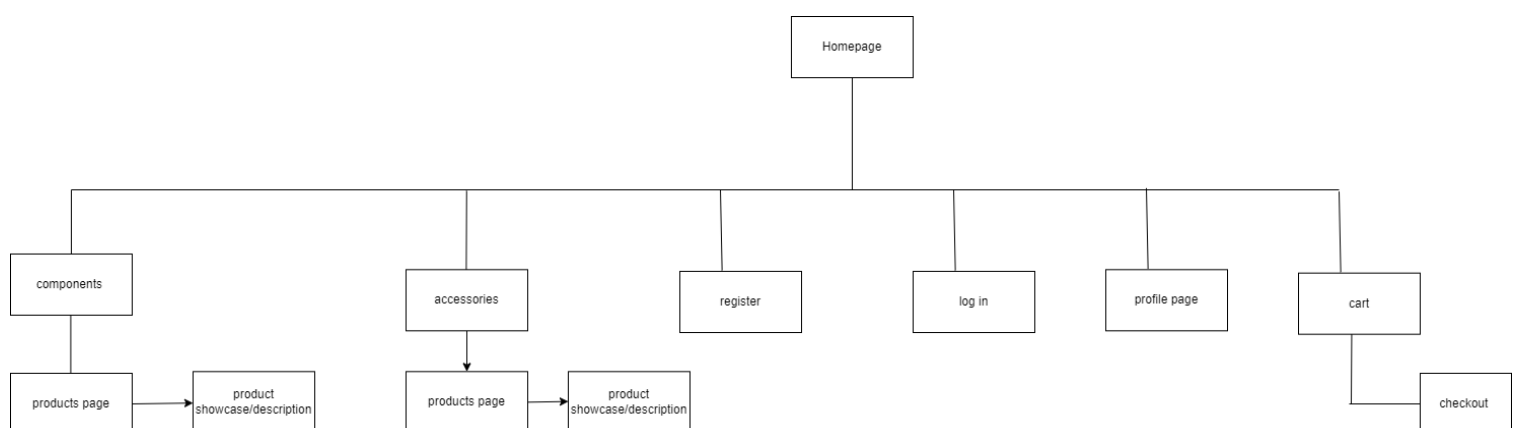 Homepage
components
accessories
register
log in
profile page
cart
products page
product
showcase/description
products page
product
showcase/description
checkout